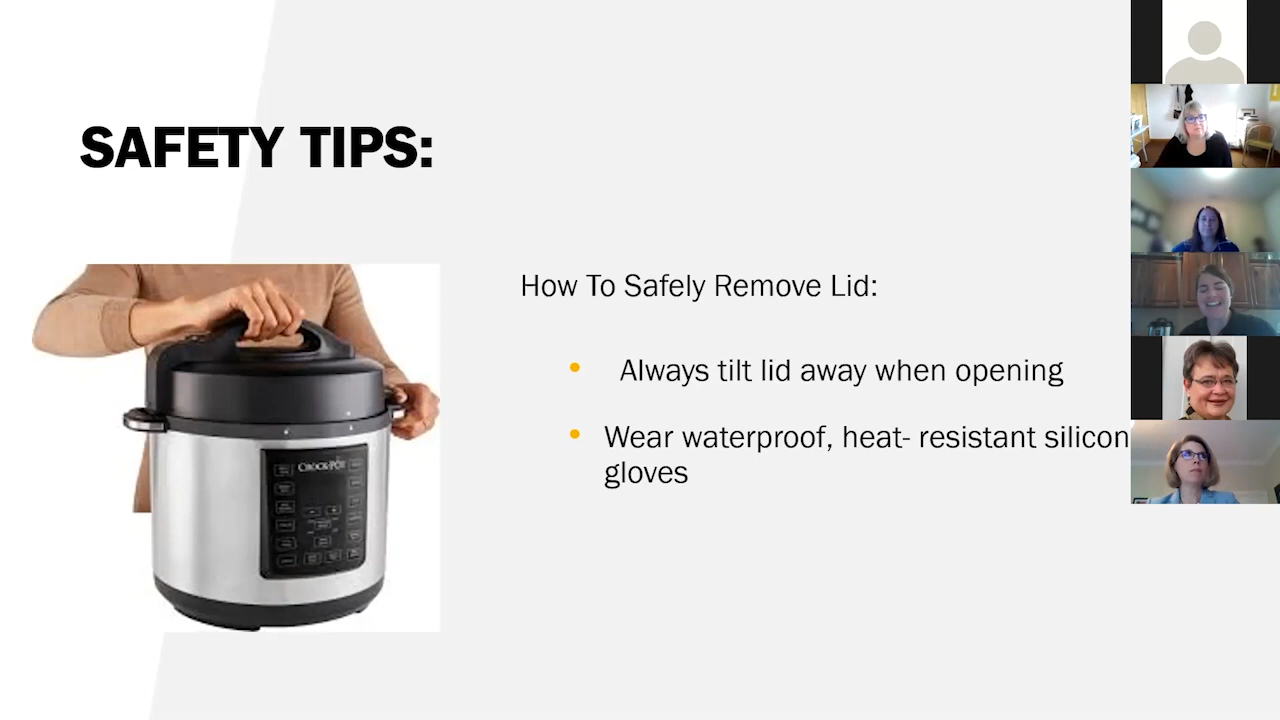 SAFETY TIPS:
How To Safely Remove Lid:
• Always tilt lid away when opening
• Wear waterproof, heat- resistant silicon
gloves
CROCK-POT